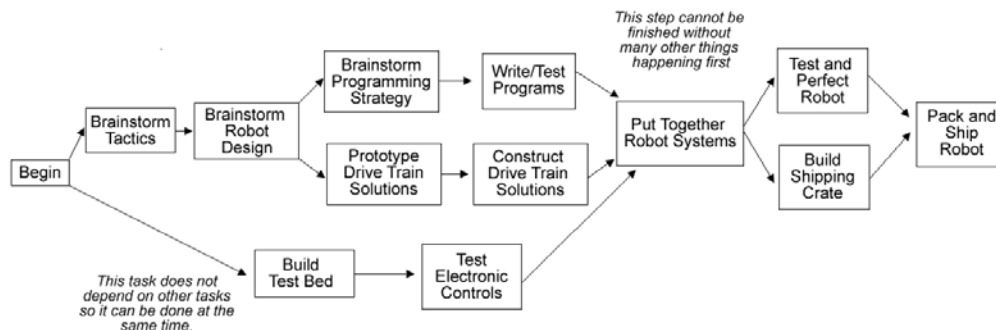 This step cannot be
finished without
many other things
happening first
Brainstorm
Programming
Strategy
Write/Test
Programs
Test and
Perfect
Robot
Brainstorm
Tactics
Brainstorm
Robot
Design
Put Together
Robot Systems
Pack and
Ship
Robot
Begin
Prototype
Drive Train
Solutions
Construct
Drive Train
Solutions
Build
Shipping
Crate
Build
Test Bed
Test
Electronic
Controls
This task does not
depend on other tasks
so it can be done at the
same time.